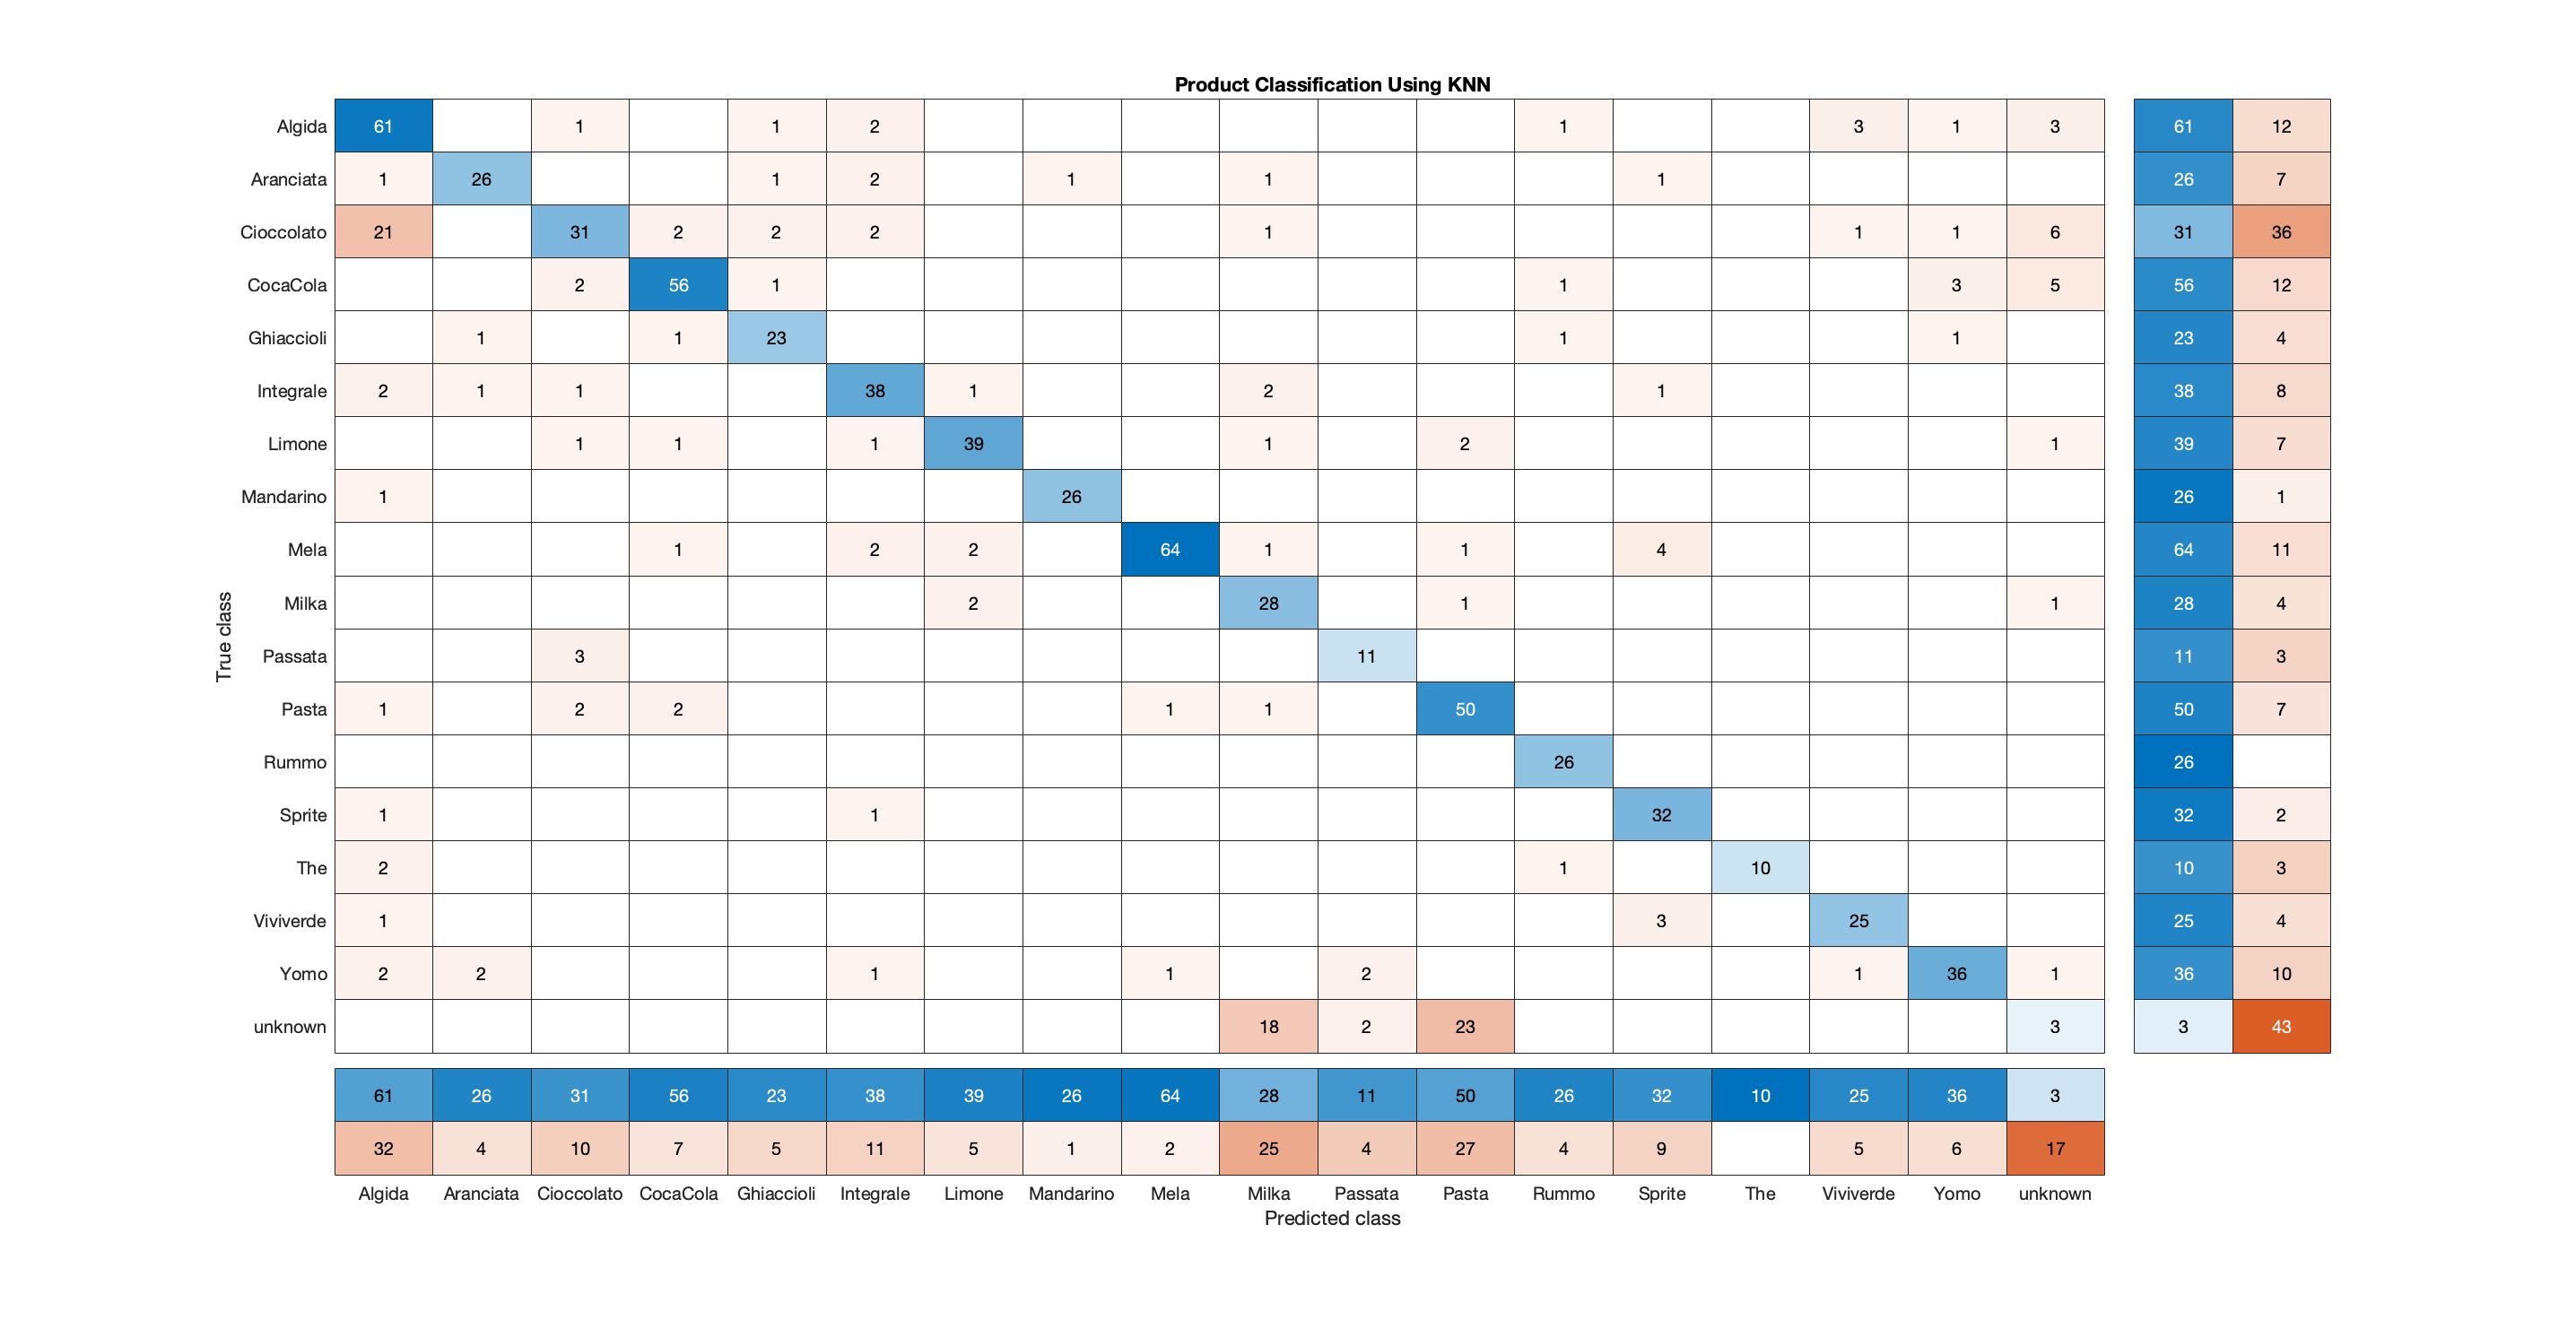 Product Classification Using KNN
Algida 61 1 1 2 1 3 1 3 61 12
Aranciata 1 26 1 2 1 1 1 26 7
Cioccolato 21 31 2 2 2 1 1 1 6 31 36
CocaCola 2 56 1 1 3 5 56 12
Ghiaccioli 1 1 23 1 1 23 4
Integrale 2 1 1 38 1 2 1 38 8
Limone 1 1 1 39 1 2 1 39 7
Mandarino 1 26 26 1
Mela 1 2 2 64 1 1 4 64 11
Milka 2 28 1 1 28 4
Passata 3 11 11 3
Pasta 1 2 2 1 1 50 50 7
Rummo 26 26
Sprite 1 1 32 32 2
The 2 1 10 10 3
Viviverde 1 3 25 25 4
Yomo 2 2 1 1 2 1 36 1 36 10
unknown 18 2 23 3 3 43
True class
61 26 31 56 23 38 39 26 64 28 11 50 26 32 10 25 36 3
32 4 10 7 5 11 5 1 2 25 4 27 4 9 5 6 17
Algida Aranciata Cioccolato CocaCola Ghiaccioli Integrale Limone Mandarino Mela Milka Passata Pasta Rummo Sprite The Viviverde Yomo unknown
Predicted class